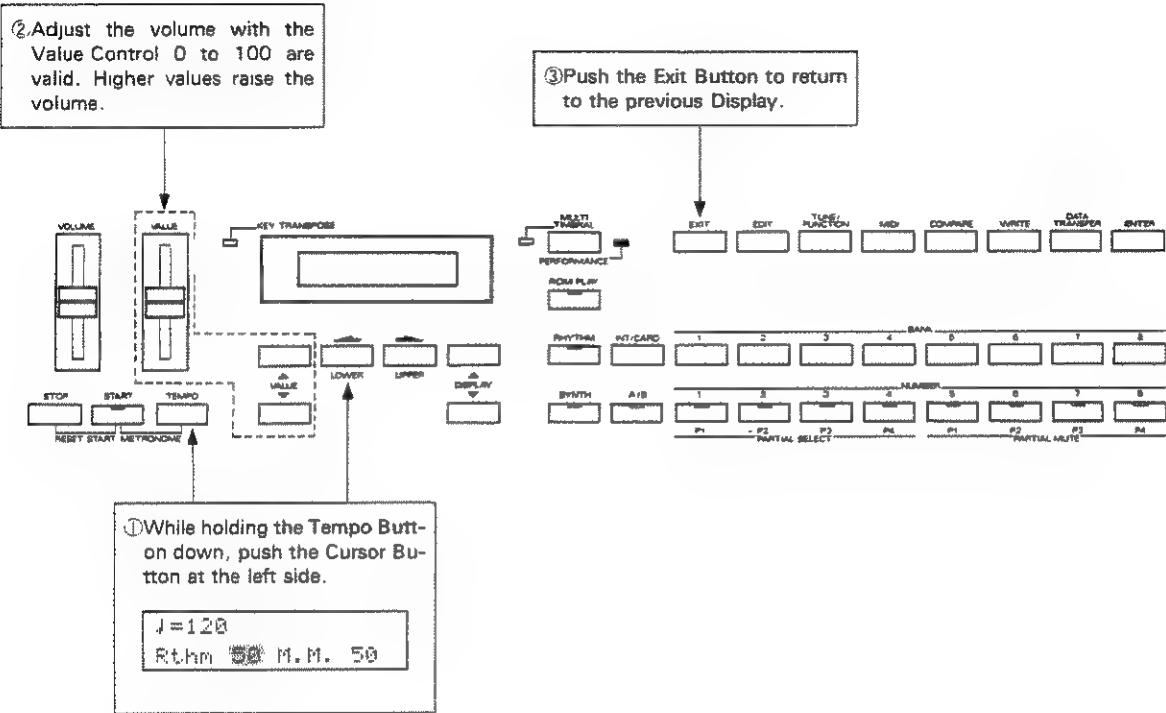 ②Adjust the volume with the
Value Control 0 to 100 are
valid. Higher values raise the
volume.
③Push the Exit Button to return
to the previous Display.
VOLUME
VALUE
KEY TRANSPOSE
MULTI
TIMBRAL
PERFORMANCE
EXIT
EDIT
TUNE/
FUNCTION
MIDI
COMPARE
WRITE
DATA
TRANSFER
ENTER
ROM PLAY
RHYTHM
INT/CARD
BANK
1 2 3 4 5 6 7 8
LOWER
UPPER
VALUE
DISPLAY
STOP
START
TEMPO
RESET START
METRONOME
SYNTH
A/B
NUMBER
1 2 3 4 5 6 7 8
P1 P2 P3 P4 P1 P2 P3 P4
PARTIAL SELECT
PARTIAL MUTE
①While holding the Tempo Butt-
on down, push the Cursor Bu-
tton at the left side.
♩=120
Rthm 50 M.M. 50